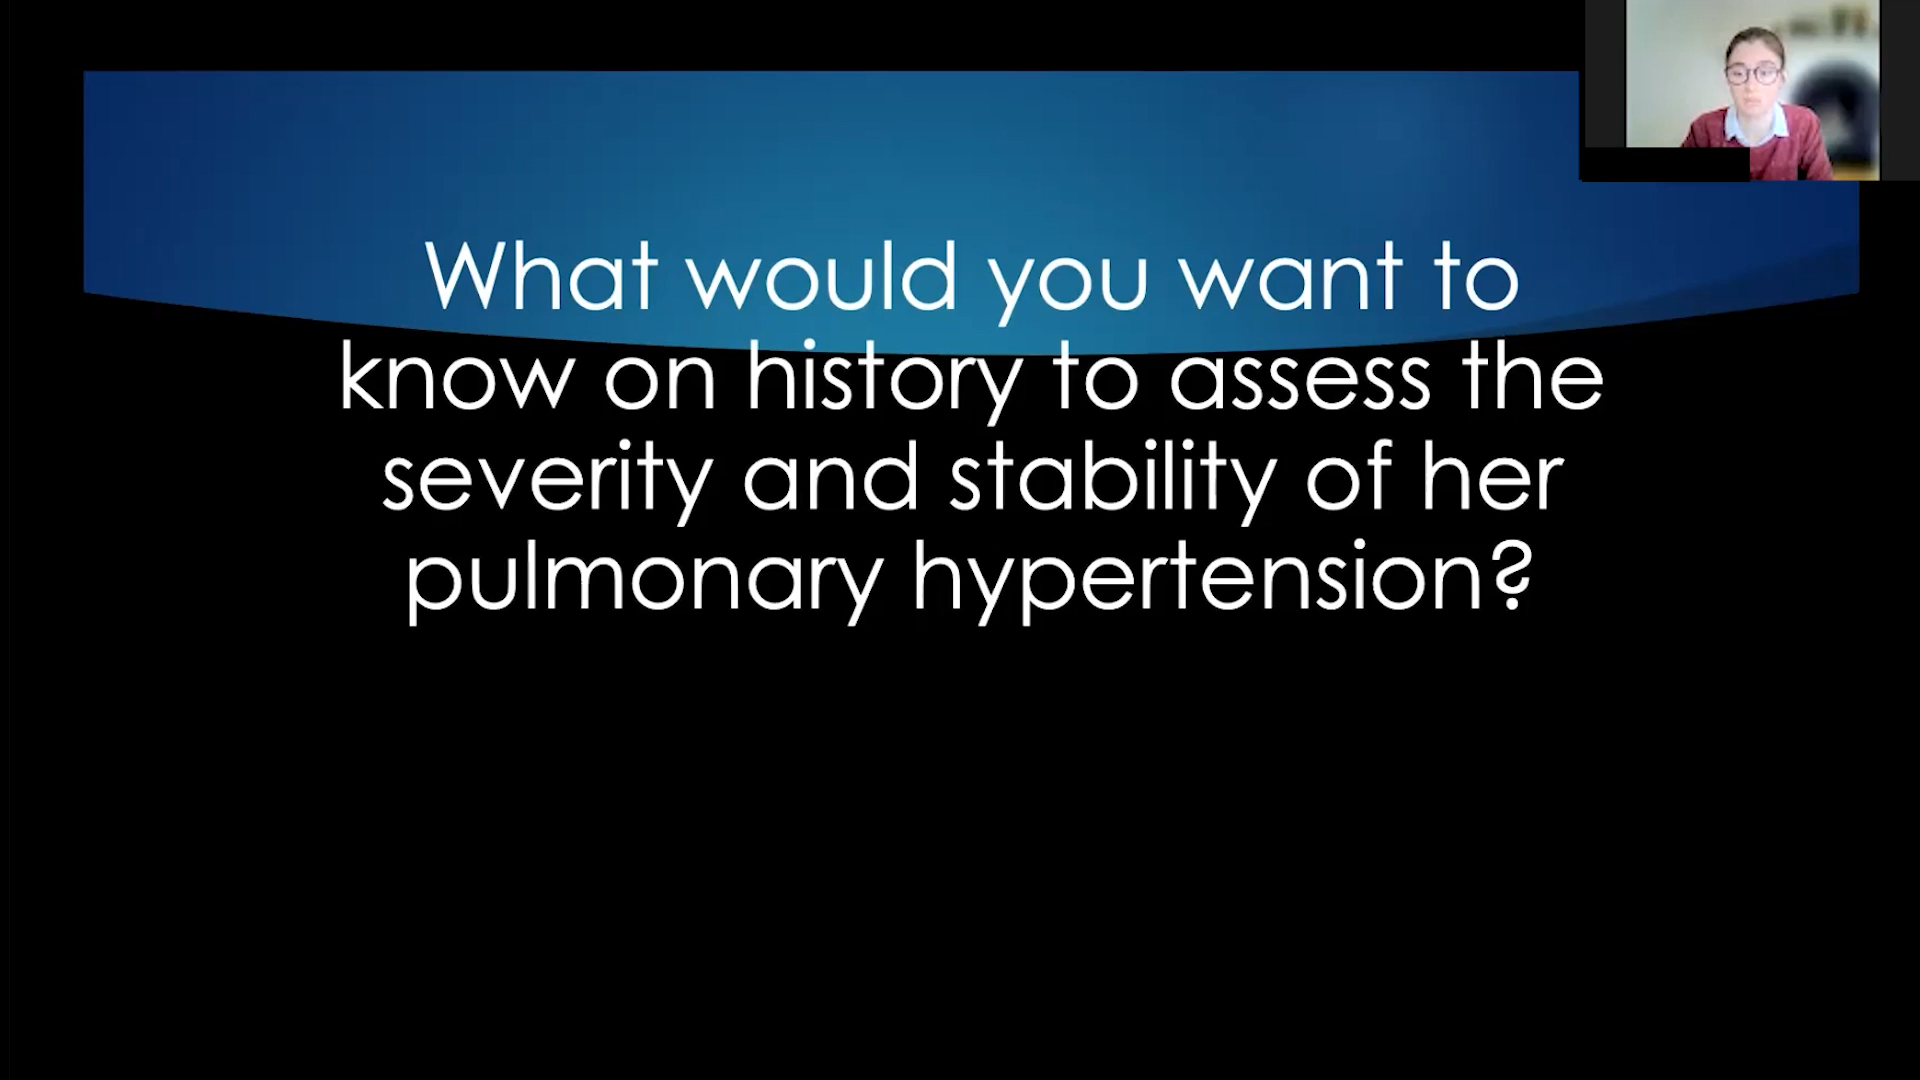 What would you want to
know on history to assess the
severity and stability of her
pulmonary hypertension?